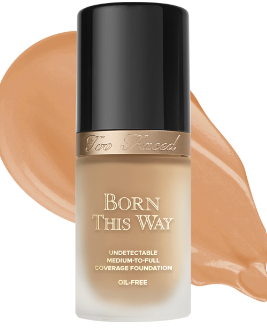 Too Faced
BORN
THIS WAY
UNDETECTABLE
MEDIUM-TO-FULL
COVERAGE FOUNDATION
OIL-FREE